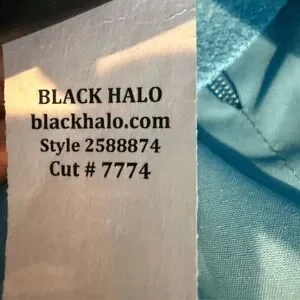 BLACK HALO
blackhalo.com
Style 2588874
Cut # 7774